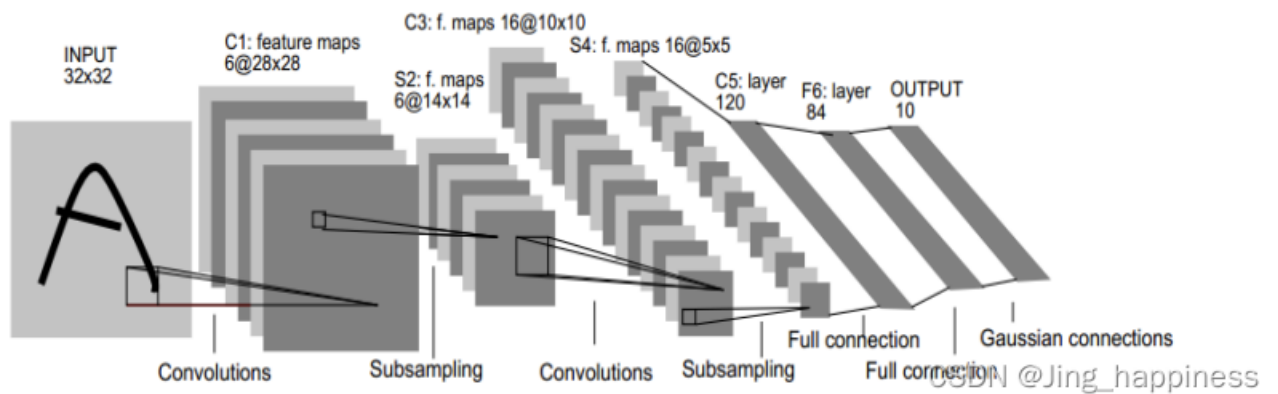 INPUT
32x32
C1: feature maps
6@28x28
S2: f. maps
6@14x14
C3: f. maps 16@10x10
S4: f. maps 16@5x5
C5: layer
120
F6: layer
84
OUTPUT
10
Convolutions
Subsampling
Convolutions
Subsampling
Full connection
Full connection
Gaussian connections
CSDN @Jing_happiness